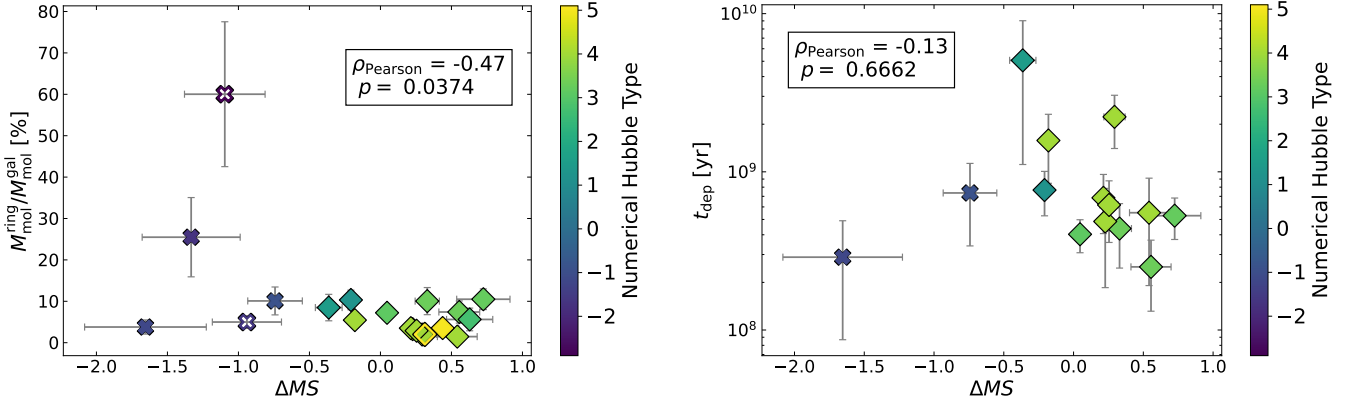 80
70
60
50
40
30
20
10
0
M_mol^ring/M_mol^gal [%]
ρPearson = -0.47
p = 0.0374
−2.0 −1.5 −1.0 −0.5 0.0 0.5 1.0
ΔMS
5
4
3
2
1
0
−1
−2
Numerical Hubble Type
10^10
10^9
10^8
t_dep [yr]
ρPearson = -0.13
p = 0.6662
−2.0 −1.5 −1.0 −0.5 0.0 0.5 1.0
ΔMS
5
4
3
2
1
0
−1
−2
Numerical Hubble Type